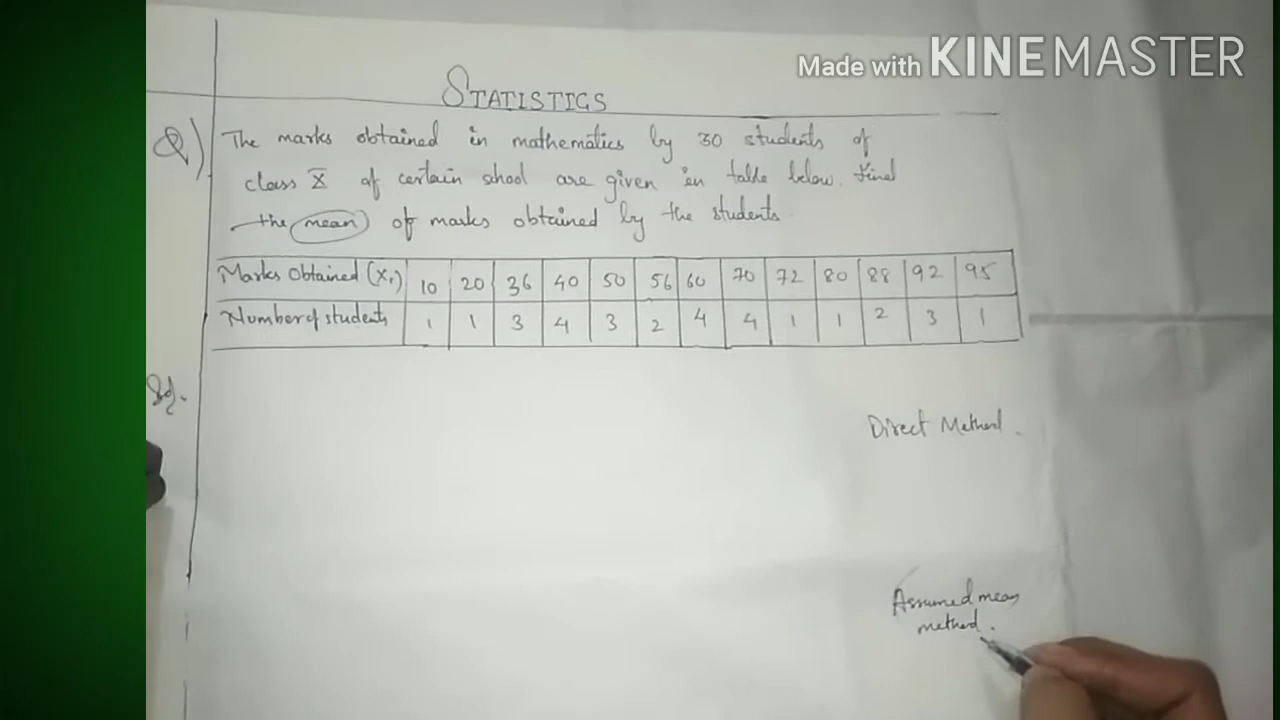 Made with KINEMASTER
STATISTICS
Q) The marks obtained in mathematics by 30 students of
class X of certain school are given in table below. Find
the mean of marks obtained by the students
Marks Obtained (xi) 10 20 36 40 50 56 60 70 72 80 88 92 95
Number of students 1 1 3 4 3 2 4 4 1 1 2 3 1
Sol.
Direct Method.
Assumed mean
method.